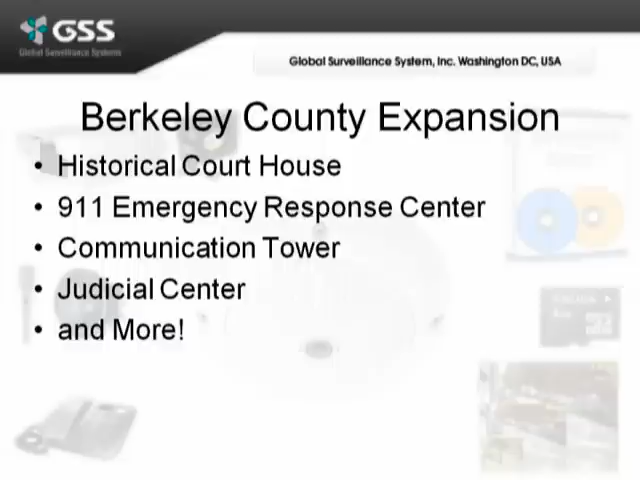 GSS
Global Surveillance Systems
Global Surveillance System, Inc. Washington DC, USA
Berkeley County Expansion
• Historical Court House
• 911 Emergency Response Center
• Communication Tower
• Judicial Center
• and More!